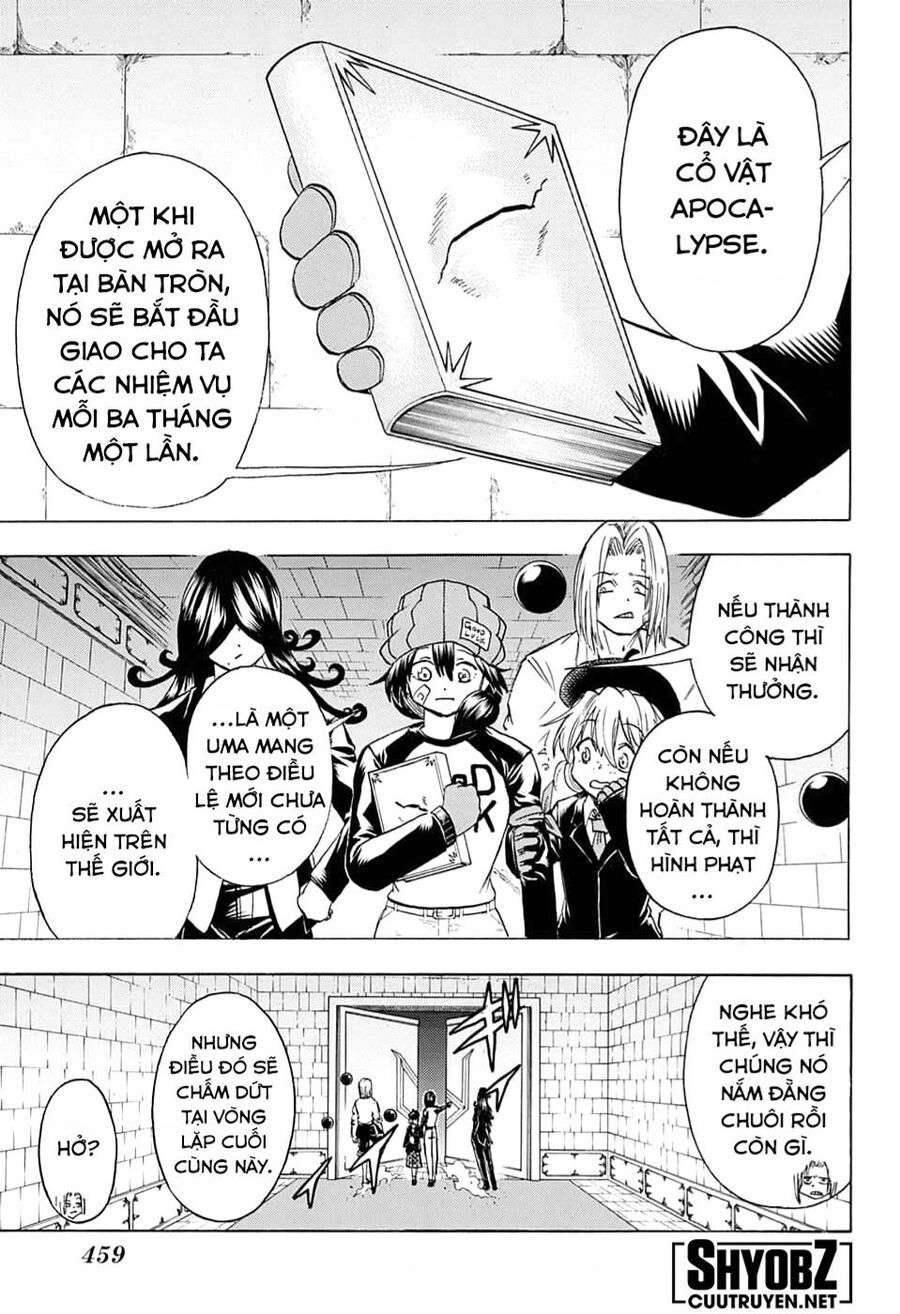 ĐÂY LÀ
CỔ VẬT
APOCA-
LYPSE.
MỘT KHI
ĐƯỢC MỞ RA
TẠI BÀN TRÒN,
NÓ SẼ BẮT ĐẦU
GIAO CHO TA
CÁC NHIỆM VỤ
MỖI BA THÁNG
MỘT LẦN.
NẾU THÀNH
CÔNG THÌ
SẼ NHẬN
THƯỞNG.
CÒN NẾU
KHÔNG
HOÀN THÀNH
TẤT CẢ, THÌ
HÌNH PHẠT
...
GOOD
LUCK
...LÀ MỘT
UMA MANG
THEO ĐIỀU
LỆ MỚI CHƯA
TỪNG CÓ
...
...
SẼ XUẤT
HIỆN TRÊN
THẾ GIỚI.
NGHE KHÓ
THẾ, VẬY THÌ
CHÚNG NÓ
NẮM ĐẰNG
CHUÔI RỒI
CÒN GÌ.
NHƯNG
ĐIỀU ĐÓ SẼ
CHẤM DỨT
TẠI VÒNG
LẶP CUỐI
CÙNG NÀY.
HỞ?
459
SHYOBZ
CUUTRUYEN.NET